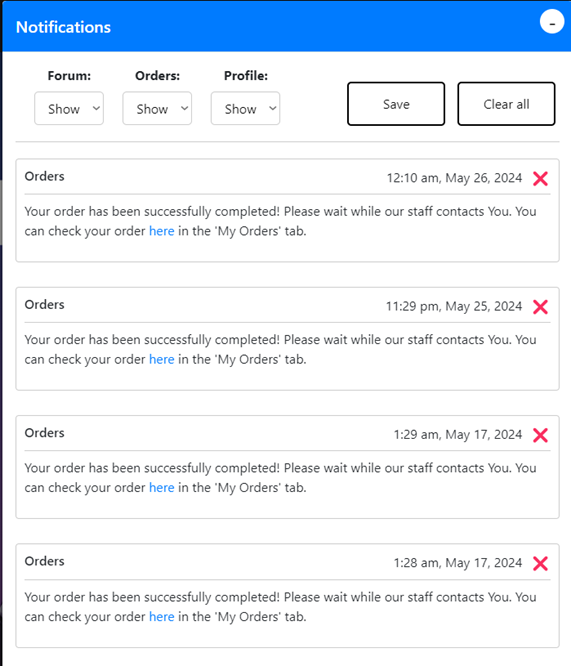 Notifications
-
Forum: Orders: Profile:
Show Show Show Save Clear all
Orders 12:10 am, May 26, 2024
Your order has been successfully completed! Please wait while our staff contacts You. You
can check your order here in the 'My Orders' tab.
Orders 11:29 pm, May 25, 2024
Your order has been successfully completed! Please wait while our staff contacts You. You
can check your order here in the 'My Orders' tab.
Orders 1:29 am, May 17, 2024
Your order has been successfully completed! Please wait while our staff contacts You. You
can check your order here in the 'My Orders' tab.
Orders 1:28 am, May 17, 2024
Your order has been successfully completed! Please wait while our staff contacts You. You
can check your order here in the 'My Orders' tab.